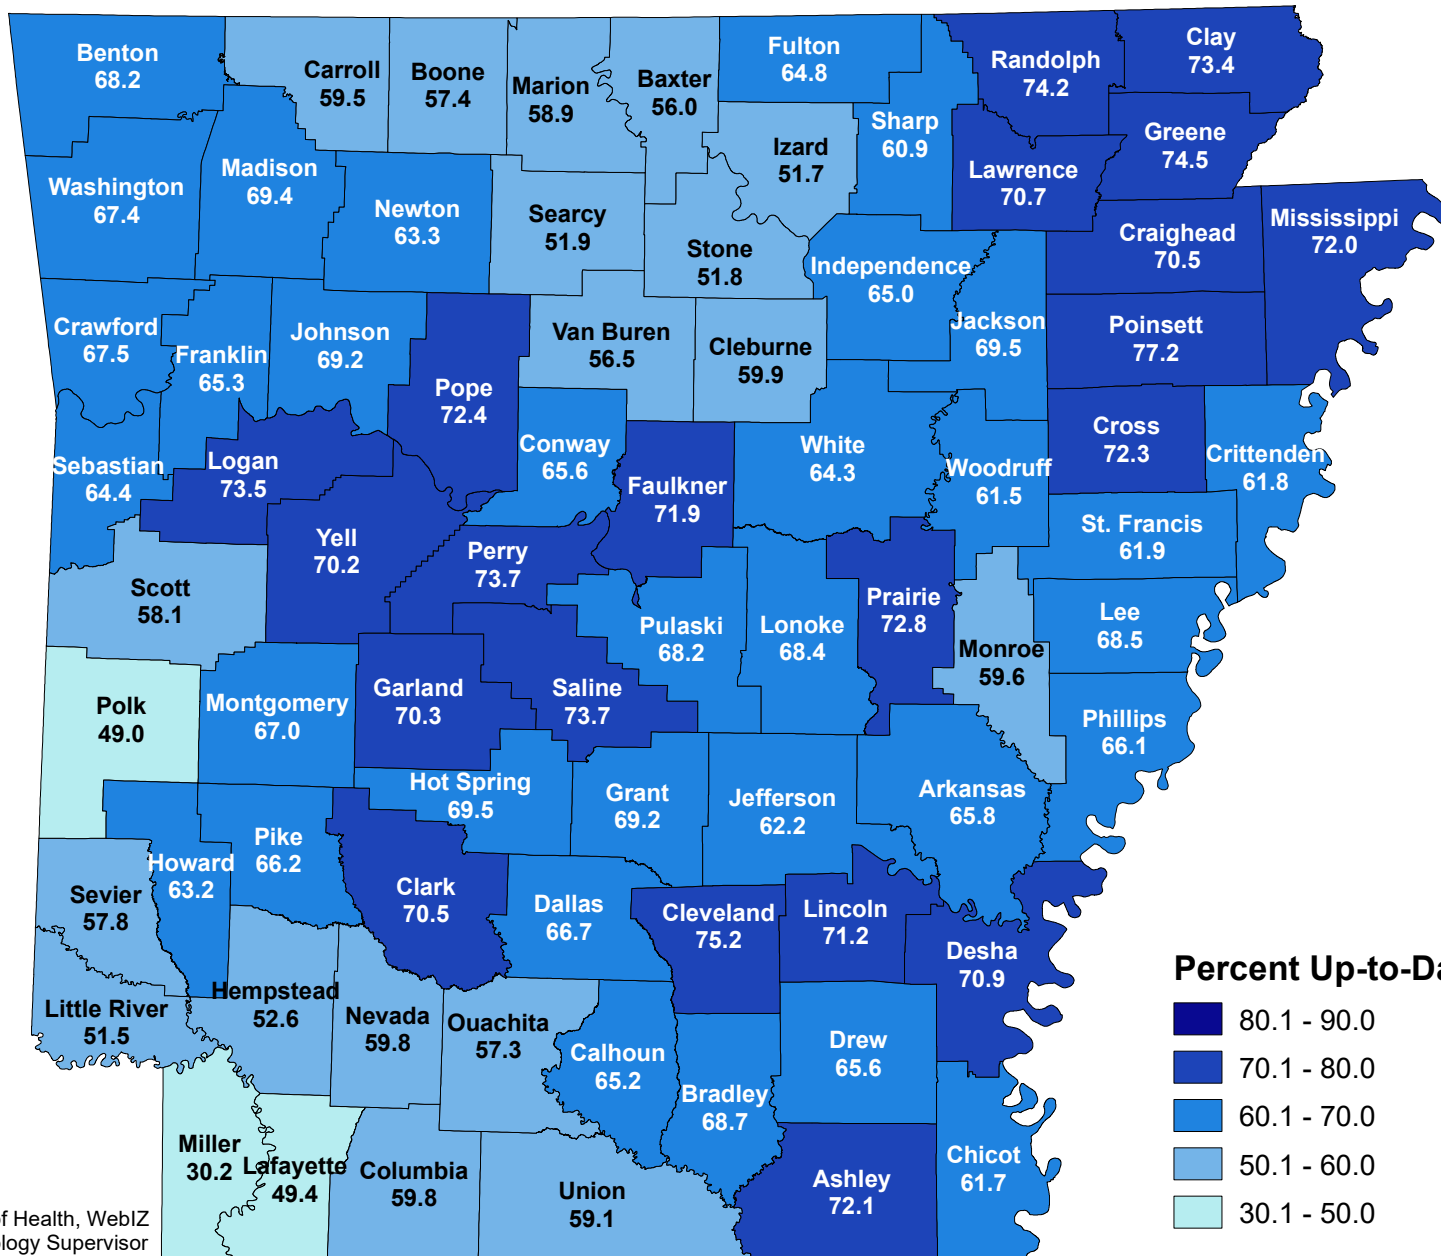 Benton
68.2
Carroll
59.5
Boone
57.4
Marion
58.9
Baxter
56.0
Fulton
64.8
Randolph
74.2
Clay
73.4
Sharp
60.9
Izard
51.7
Greene
74.5
Lawrence
70.7
Washington
67.4
Madison
69.4
Newton
63.3
Searcy
51.9
Stone
51.8
Independence
65.0
Craighead
70.5
Mississippi
72.0
Crawford
67.5
Franklin
65.3
Johnson
69.2
Pope
72.4
Van Buren
56.5
Cleburne
59.9
Jackson
69.5
Poinsett
77.2
Sebastian
64.4
Logan
73.5
Conway
65.6
Faulkner
71.9
White
64.3
Woodruff
61.5
Cross
72.3
Crittenden
61.8
Yell
70.2
Perry
73.7
St. Francis
61.9
Scott
58.1
Pulaski
68.2
Lonoke
68.4
Prairie
72.8
Monroe
59.6
Lee
68.5
Polk
49.0
Montgomery
67.0
Garland
70.3
Saline
73.7
Phillips
66.1
Hot Spring
69.5
Grant
69.2
Jefferson
62.2
Arkansas
65.8
Howard
63.2
Pike
66.2
Sevier
57.8
Clark
70.5
Dallas
66.7
Cleveland
75.2
Lincoln
71.2
Desha
70.9
Little River
51.5
Hempstead
52.6
Nevada
59.8
Ouachita
57.3
Calhoun
65.2
Bradley
68.7
Drew
65.6
Miller
30.2
Lafayette
49.4
Columbia
59.8
Union
59.1
Ashley
72.1
Chicot
61.7
Percent Up-to-Da
80.1 - 90.0
70.1 - 80.0
60.1 - 70.0
50.1 - 60.0
30.1 - 50.0
of Health, WebIZ
ology Supervisor